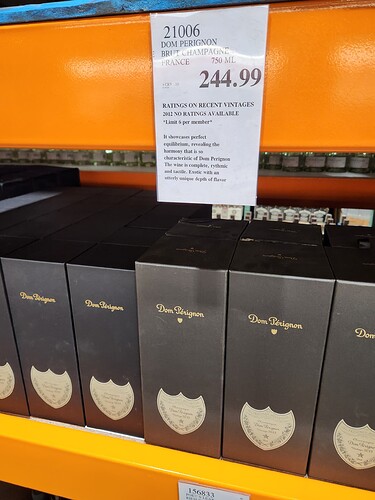 21006
DOM PERIGNON
BRUT CHAMPAGNE
FRANCE 750 ML
244.99
RATINGS ON RECENT VINTAGES
2012 NO RATINGS AVAILABLE
*Limit 6 per member*
It showcases perfect
equilibrium, revealing the
harmony that is so
characteristic of Dom Perignon
The wine is complete, rythmic
and tactile. Exotic with an
utterly unique depth of flavor
Dom Pérignon
Dom Pérignon
Dom Pérignon
Dom Pérignon
Dom
156833